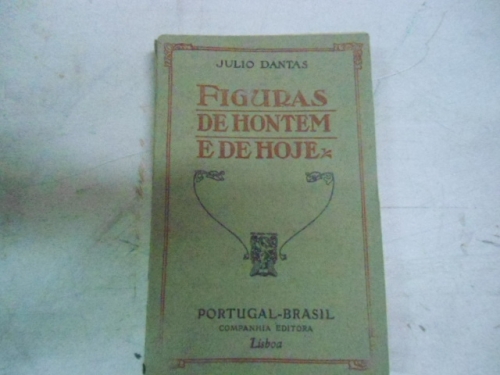 JULIO DANTAS
FIGURAS
DE HONTEM
E DE HOJE
PORTUGAL-BRASIL
COMPANHIA EDITORA
Lisboa